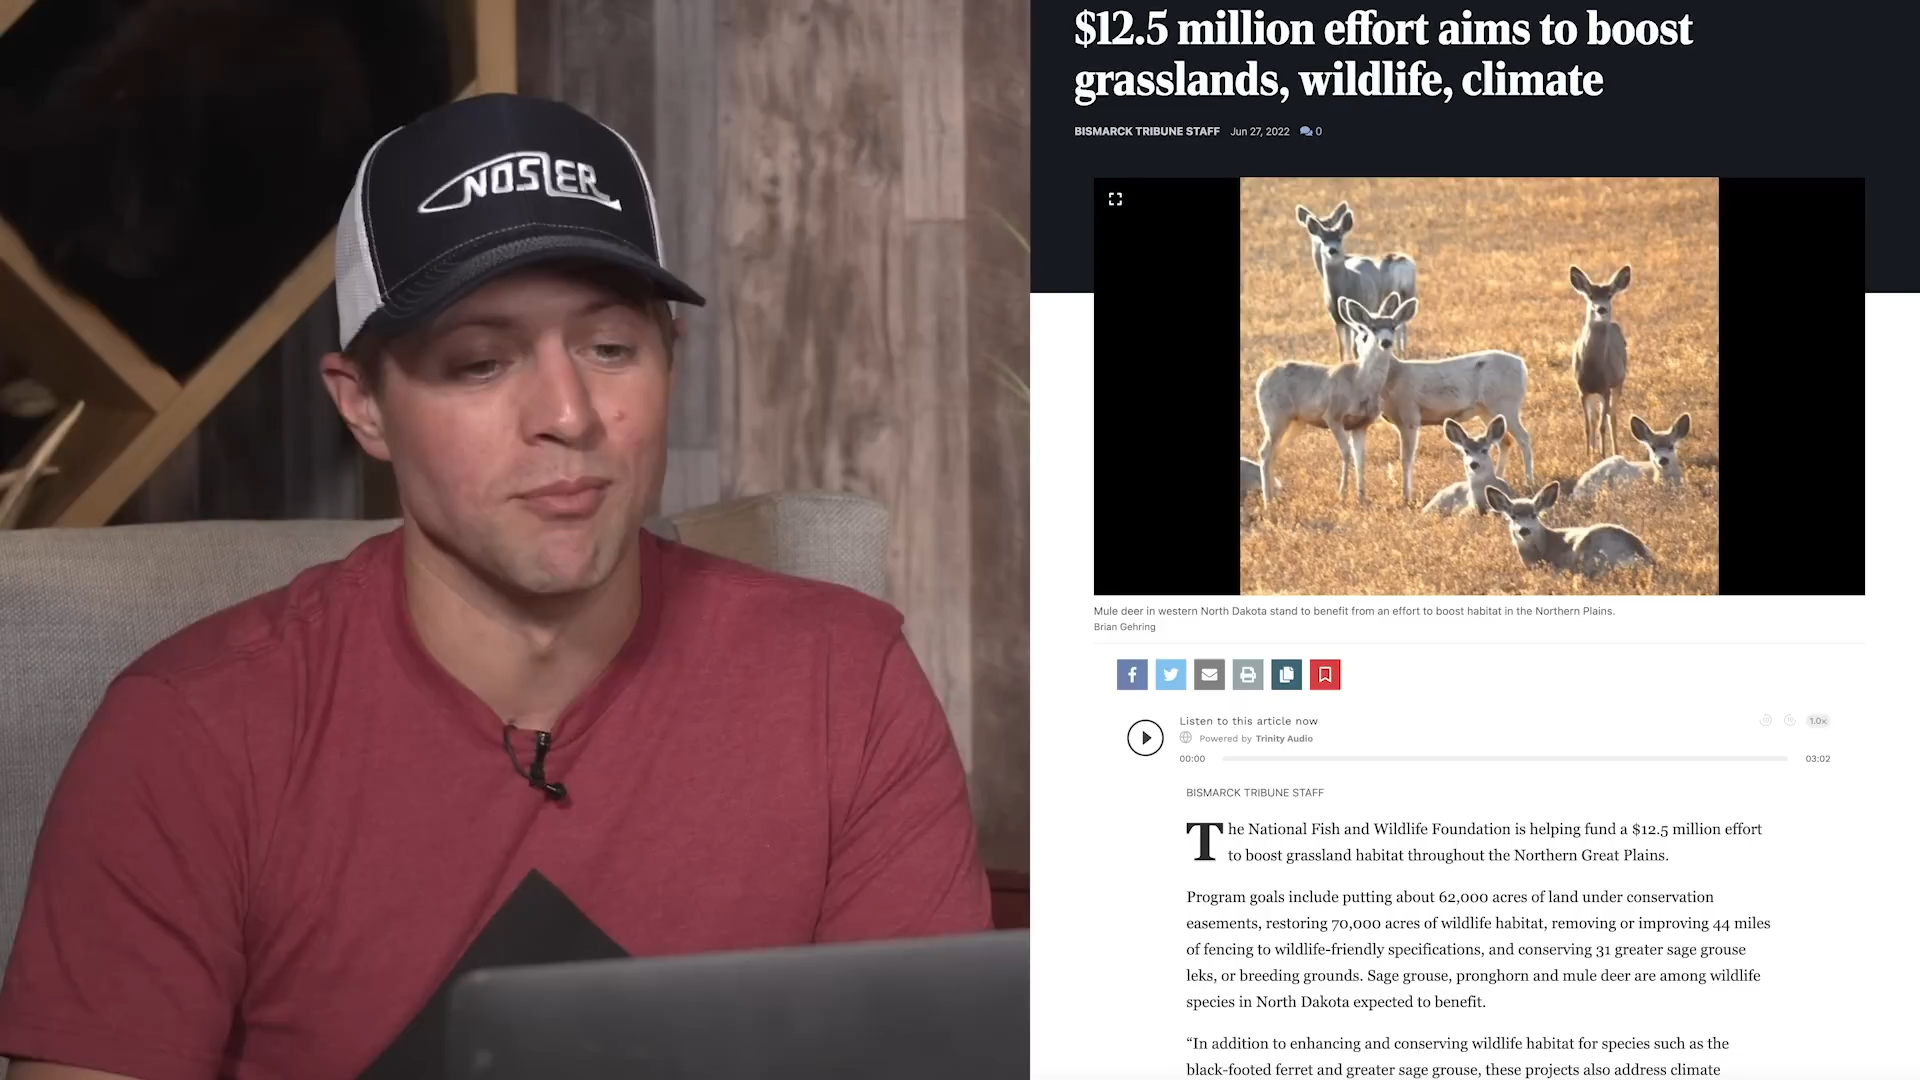 NOSLER
$12.5 million effort aims to boost
grasslands, wildlife, climate
BISMARCK TRIBUNE STAFF Jun 27, 2022 0
Mule deer in western North Dakota stand to benefit from an effort to boost habitat in the Northern Plains.
Brian Gehring
Listen to this article now
1.0x
Powered by Trinity Audio
00:00
03:02
BISMARCK TRIBUNE STAFF
The National Fish and Wildlife Foundation is helping fund a $12.5 million effort
to boost grassland habitat throughout the Northern Great Plains.
Program goals include putting about 62,000 acres of land under conservation
easements, restoring 70,000 acres of wildlife habitat, removing or improving 44 miles
of fencing to wildlife-friendly specifications, and conserving 31 greater sage grouse
leks, or breeding grounds. Sage grouse, pronghorn and mule deer are among wildlife
species in North Dakota expected to benefit.
“In addition to enhancing and conserving wildlife habitat for species such as the
black-footed ferret and greater sage grouse, these projects also address climate